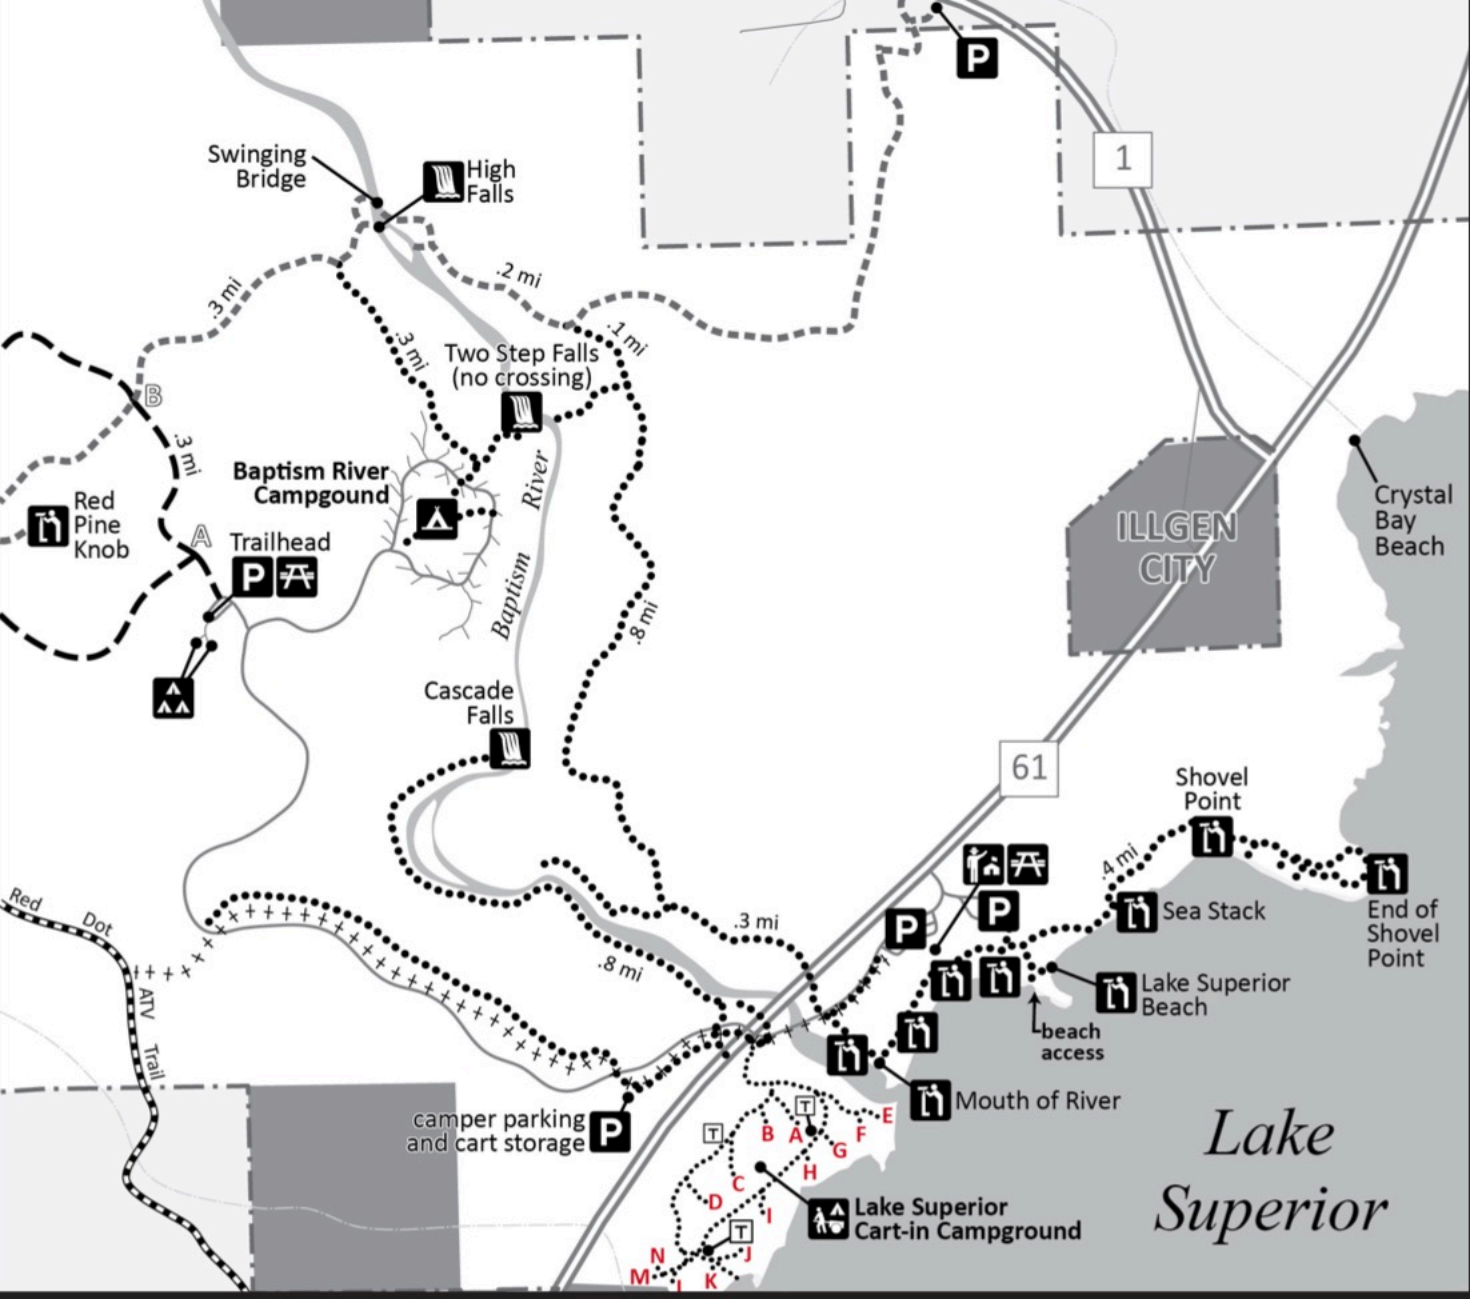 P
1
Swinging
Bridge
High
Falls
.2 mi
.3 mi
.1 mi
.3 mi
Two Step Falls
(no crossing)
B
.3 mi
Baptism River
Campgound
River
Baptism
Red
Pine
Knob
A
Trailhead
P
ILLGEN
CITY
Crystal
Bay
Beach
.8 mi
Cascade
Falls
61
Shovel
Point
.4 mi
P
P
Sea Stack
End of
Shovel
Point
Red Dot
ATV Trail
.3 mi
.8 mi
Lake Superior
Beach
beach
access
Mouth of River
camper parking
and cart storage
P
T
T
E
B
A
F
G
H
C
D
I
Lake Superior
Cart-in Campground
T
N
J
M
L
K
Lake
Superior